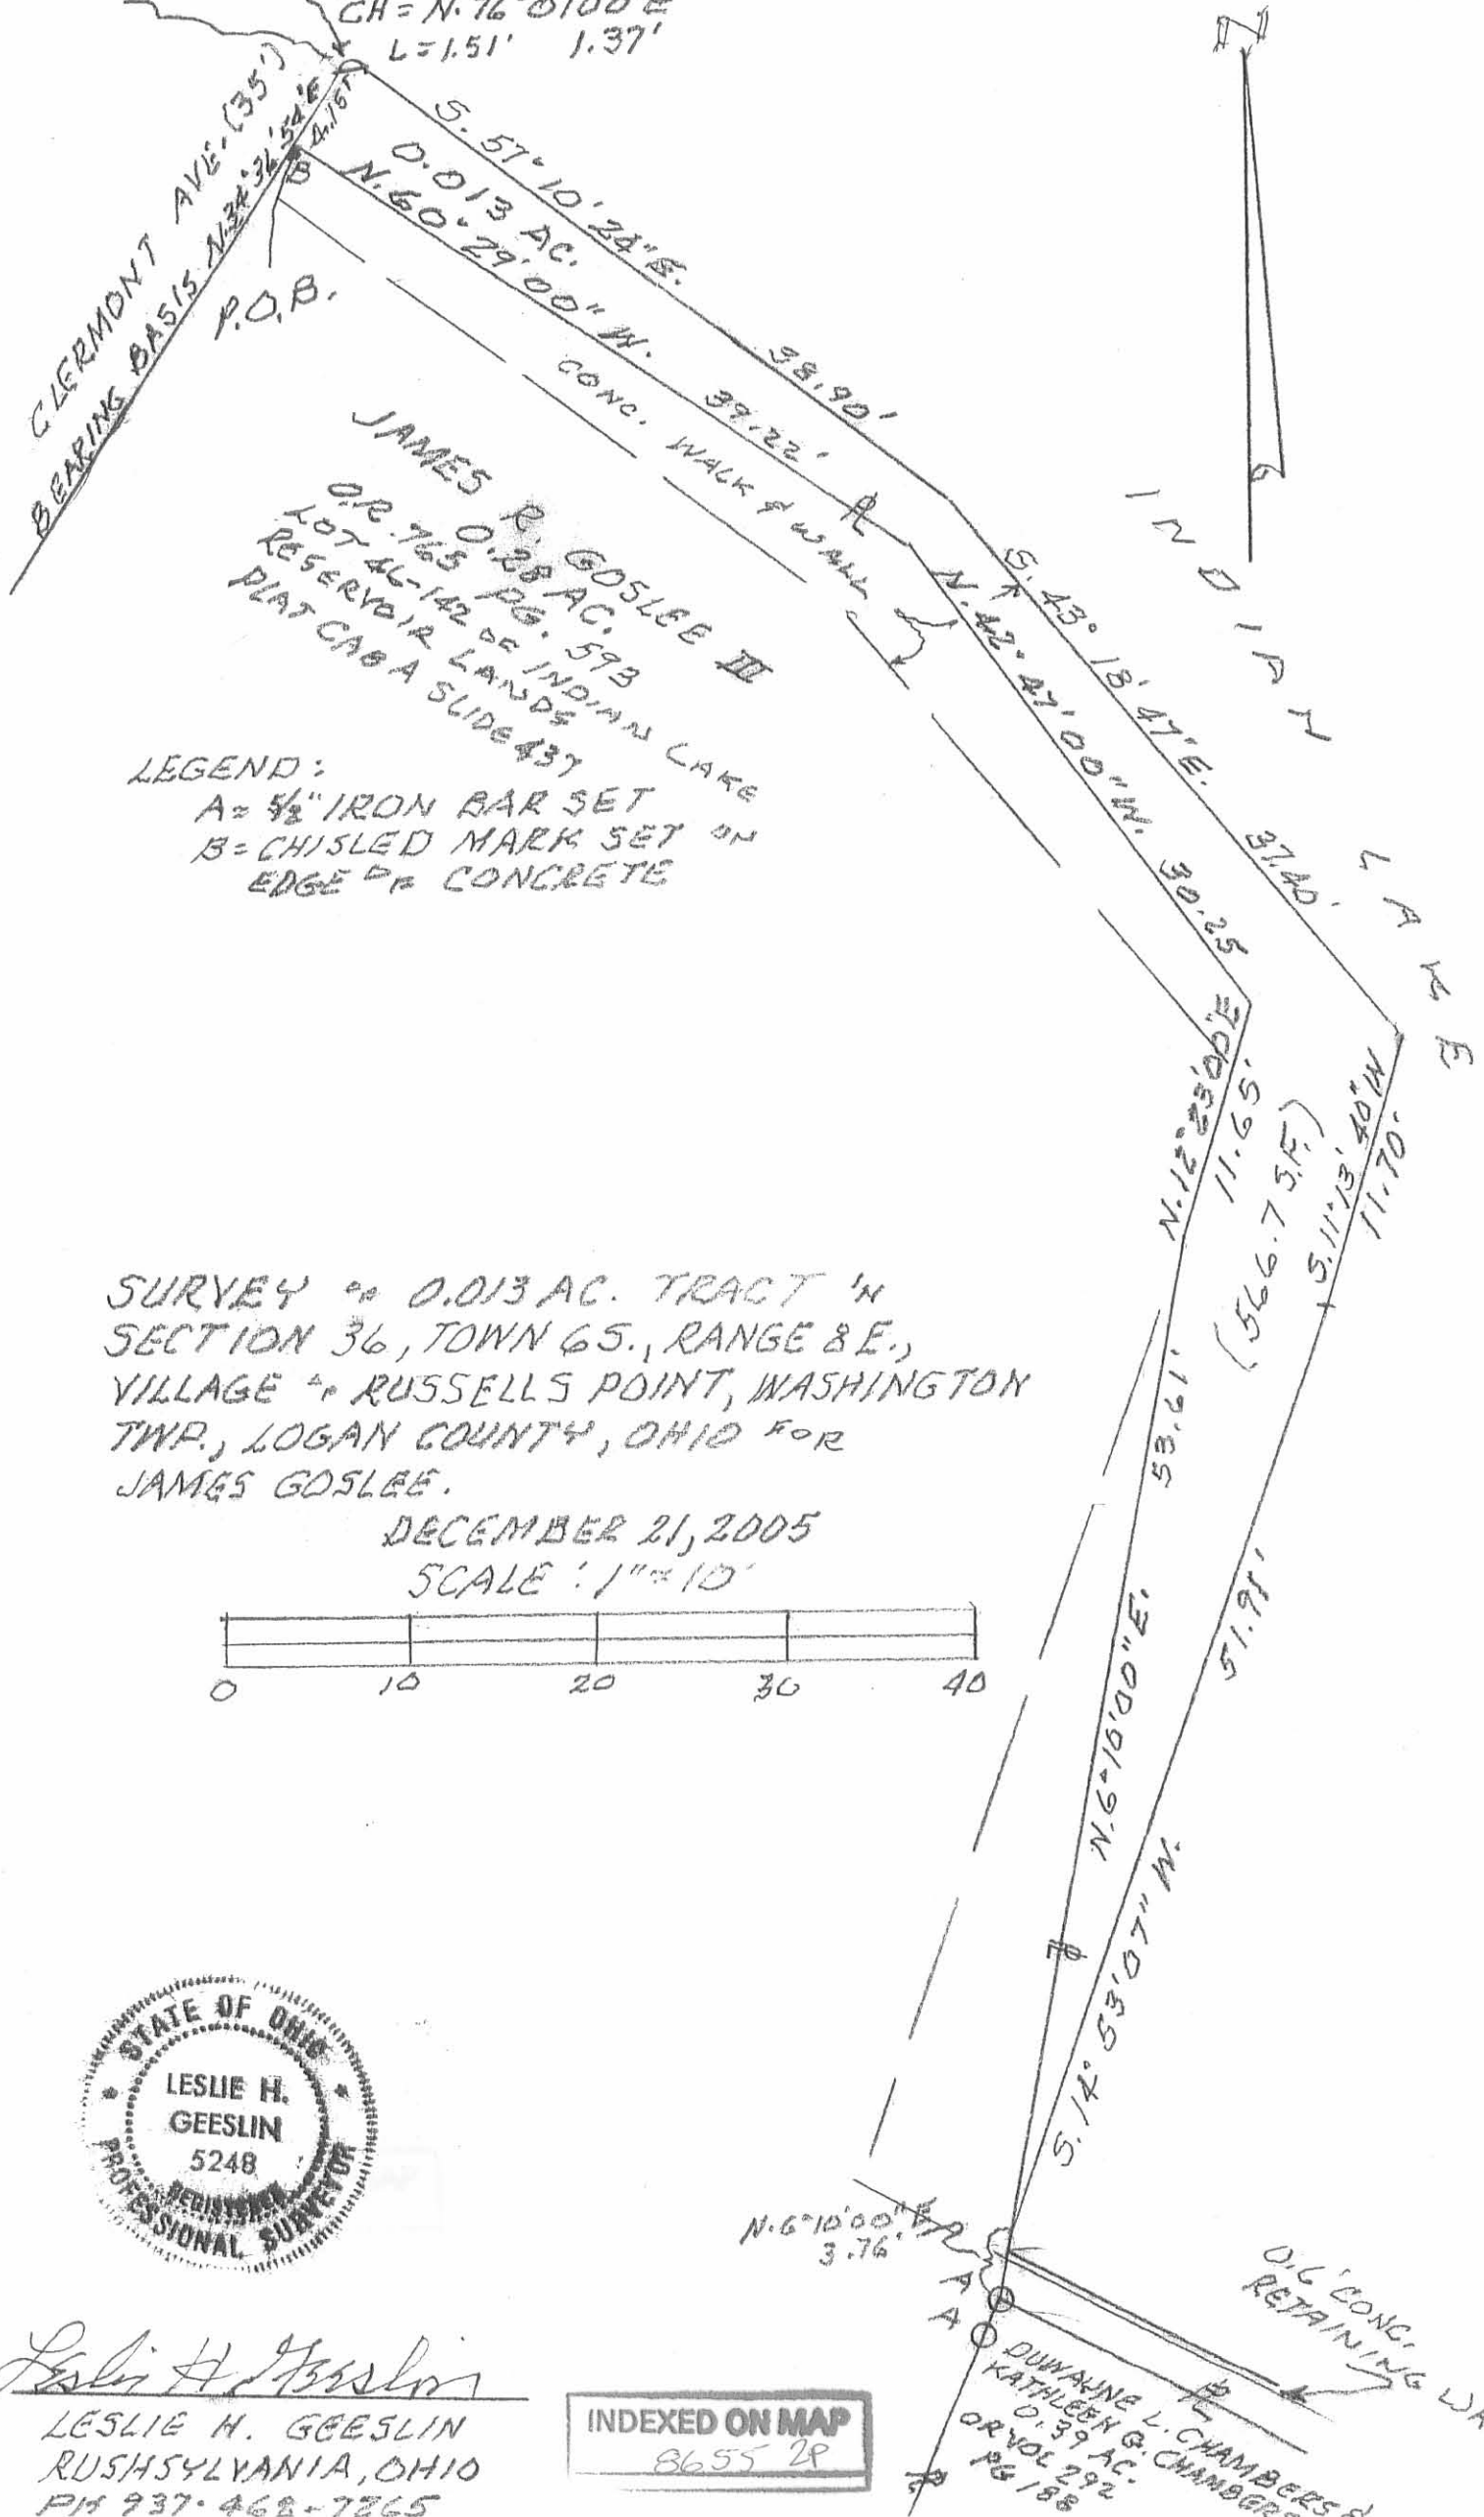 CH = N. 76° 01'00" E
L = 1.51' 1.37'
CLERMONT AVE. (35')
BEARING BASIS N.34° 36' 54" E
4.15'
B
P.O.B.
S. 57° 10' 24" E. 38.90'
0.013 AC.
N. 60° 29' 00" W. 39.22'
CONC. WALK & WALL
JAMES R. GOSLEE III
0.28 AC.
O.R. 765 PG. 593
LOT 46-142 OF INDIAN LAKE
RESERVOIR LANDS
PLAT CAB A SLIDE 437
N
INDIAN LAKE
S. 43° 18' 47" E. 37.40'
N. 42° 47' 00" W. 30.25
LEGEND:
A = 5/8" IRON BAR SET
B = CHISLED MARK SET ON
EDGE OF CONCRETE
N. 12° 23' 00" E
11.65'
(566.7 S.F.)
S. 11° 13' 40" W
11.70'
SURVEY OF 0.013 AC. TRACT IN
SECTION 36, TOWN 6S., RANGE 8E.,
VILLAGE OF RUSSELLS POINT, WASHINGTON
TWP., LOGAN COUNTY, OHIO FOR
JAMES GOSLEE.
DECEMBER 21, 2005
SCALE: 1" = 10'
0 10 20 30 40
N. 6° 10' 00" E. 53.61'
S. 14° 53' 07" W. 51.98'
STATE OF OHIO
LESLIE H.
GEESLIN
5248
REGISTERED
PROFESSIONAL SURVEYOR
N. 6° 10' 00" E
3.76'
A
A
0.6' CONC.
RETAINING
DUWAYNE L. CHAMBERS &
KATHLEEN G. CHAMBERS
0.39 AC.
OR VOL 292
PG 188
Leslie H. Geeslin
LESLIE H. GEESLIN
RUSHSYLVANIA, OHIO
PH 937-468-7265
INDEXED ON MAP
8655 2P